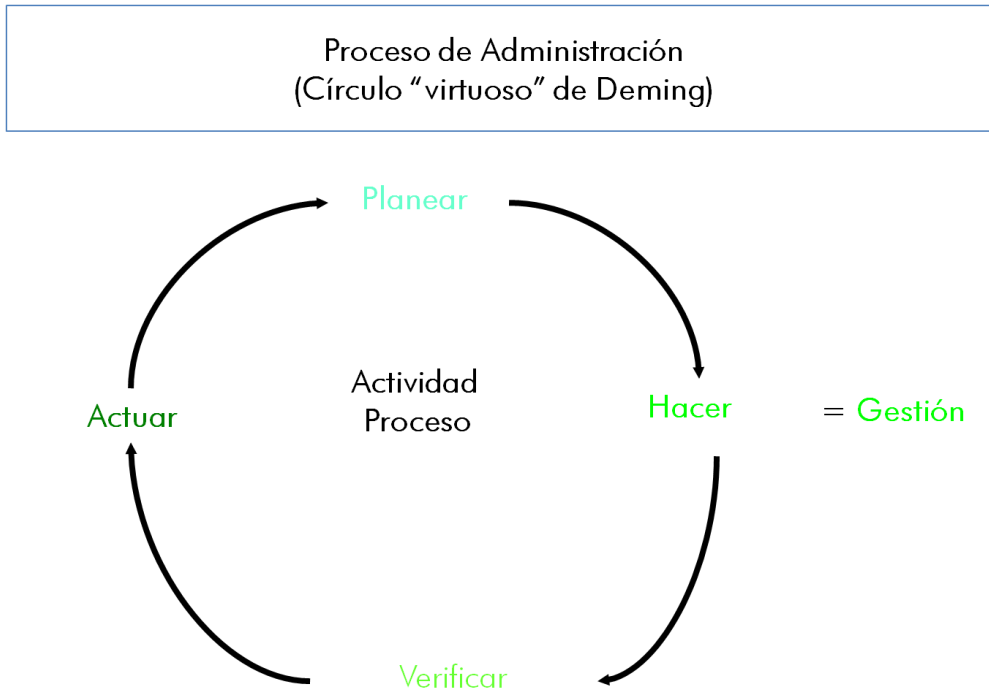 Proceso de Administración
(Círculo “virtuoso” de Deming)
Planear
Actividad
Proceso
Actuar
Hacer
= Gestión
Verificar